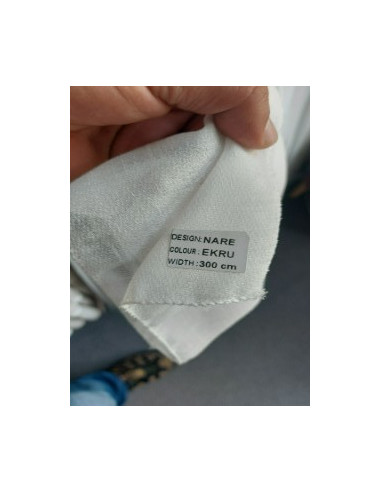 DESIGN: NARE
COLOUR : EKRU
WIDTH : 300 cm